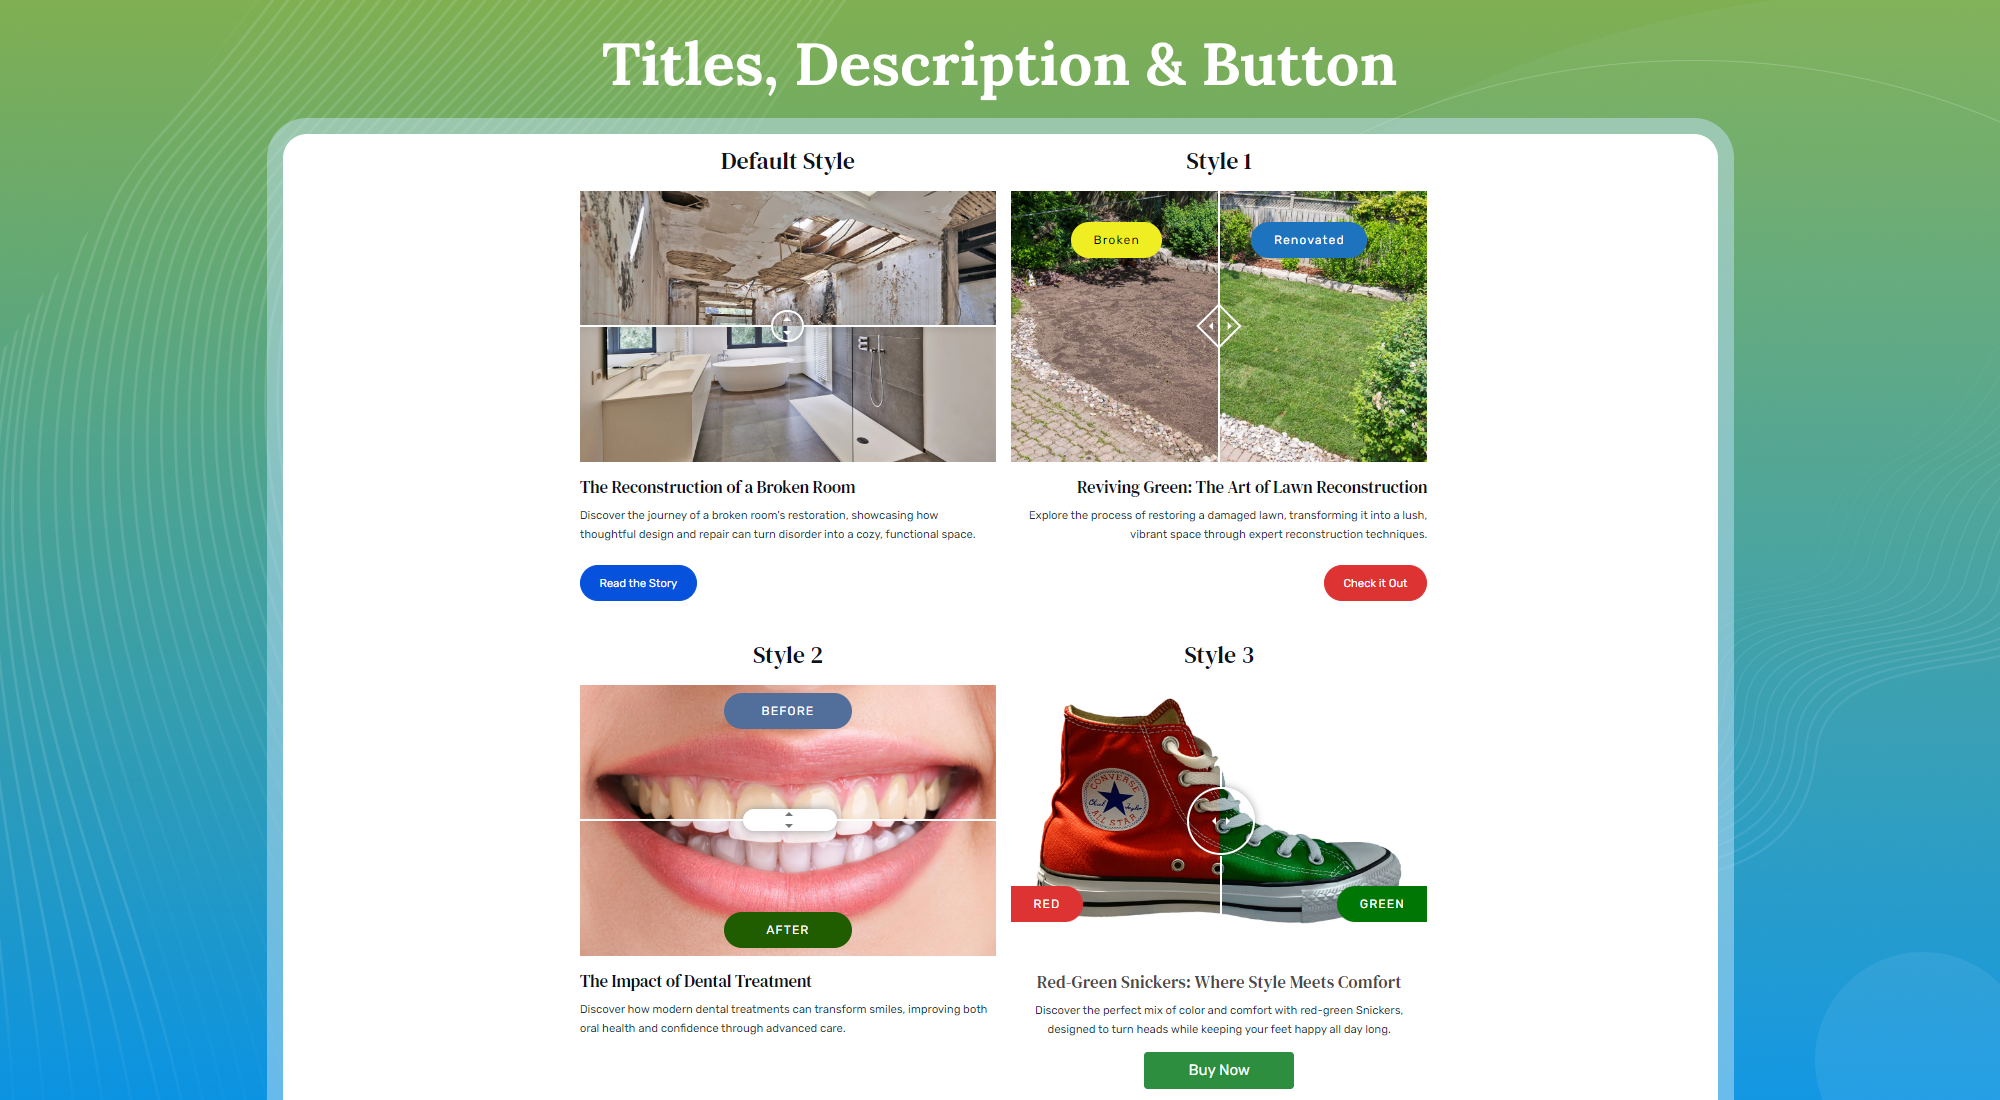 Titles, Description & Button
Default Style
Style 1
Broken
Renovated
The Reconstruction of a Broken Room
Discover the journey of a broken room's restoration, showcasing how
thoughtful design and repair can turn disorder into a cozy, functional space.
Read the Story
Reviving Green: The Art of Lawn Reconstruction
Explore the process of restoring a damaged lawn, transforming it into a lush,
vibrant space through expert reconstruction techniques.
Check it Out
Style 2
BEFORE
AFTER
The Impact of Dental Treatment
Discover how modern dental treatments can transform smiles, improving both
oral health and confidence through advanced care.
Style 3
CONVERSE
Chuck Taylor
ALL STAR
RED
GREEN
Red-Green Snickers: Where Style Meets Comfort
Discover the perfect mix of color and comfort with red-green Snickers,
designed to turn heads while keeping your feet happy all day long.
Buy Now